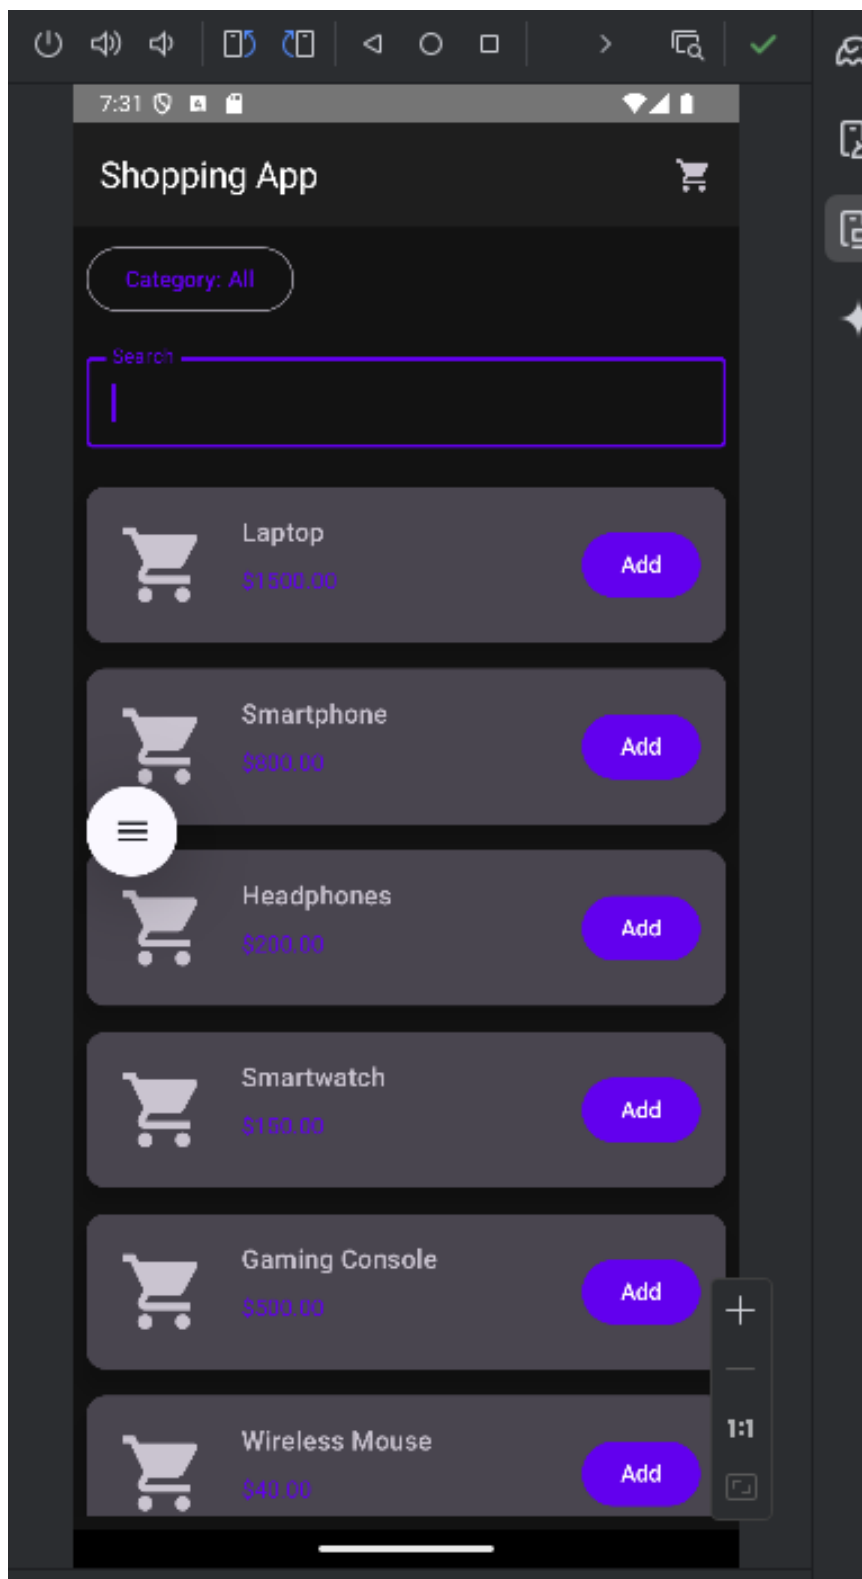 7:31
Shopping App
Category: All
Search
Laptop
$1500.00
Add
Smartphone
$800.00
Add
Headphones
$200.00
Add
Smartwatch
$150.00
Add
Gaming Console
$500.00
Add
1:1
Wireless Mouse
$40.00
Add